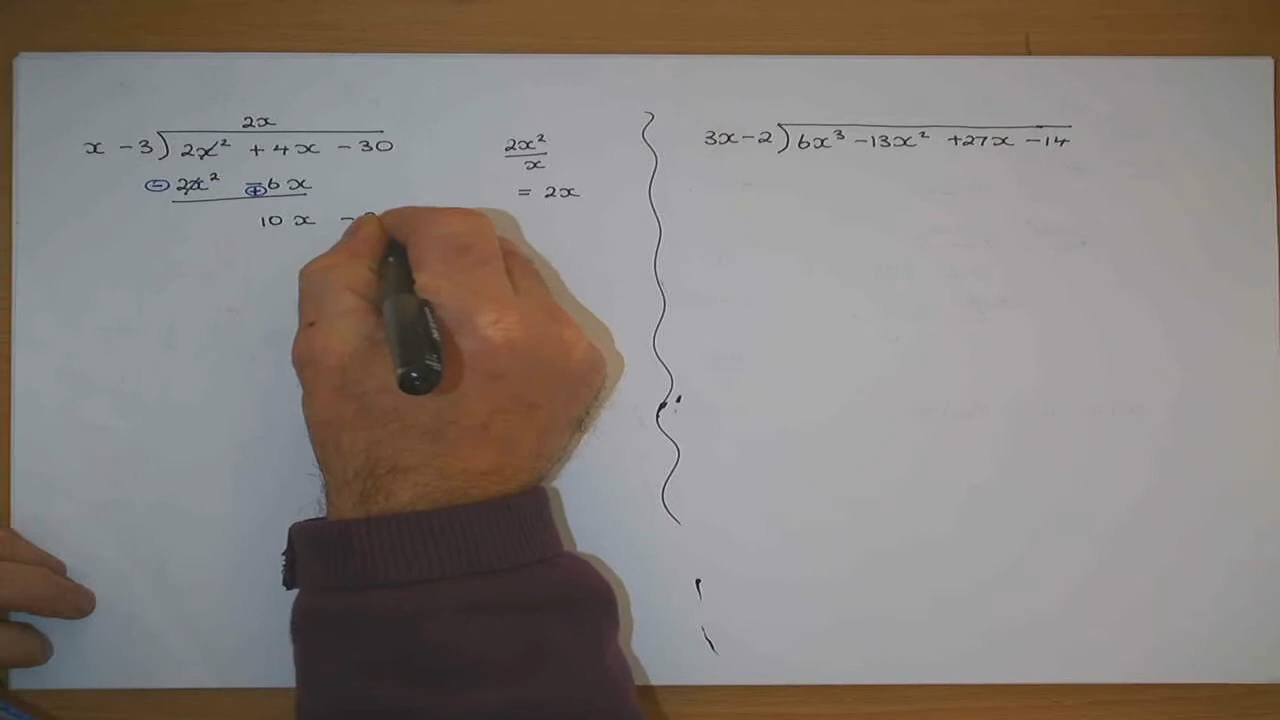 2x
x - 3) 2x² + 4x - 30
⊖ 2x² - ⊕ 6x
10x -
2x²
x
= 2x
3x - 2) 6x³ - 13x² + 27x - 14